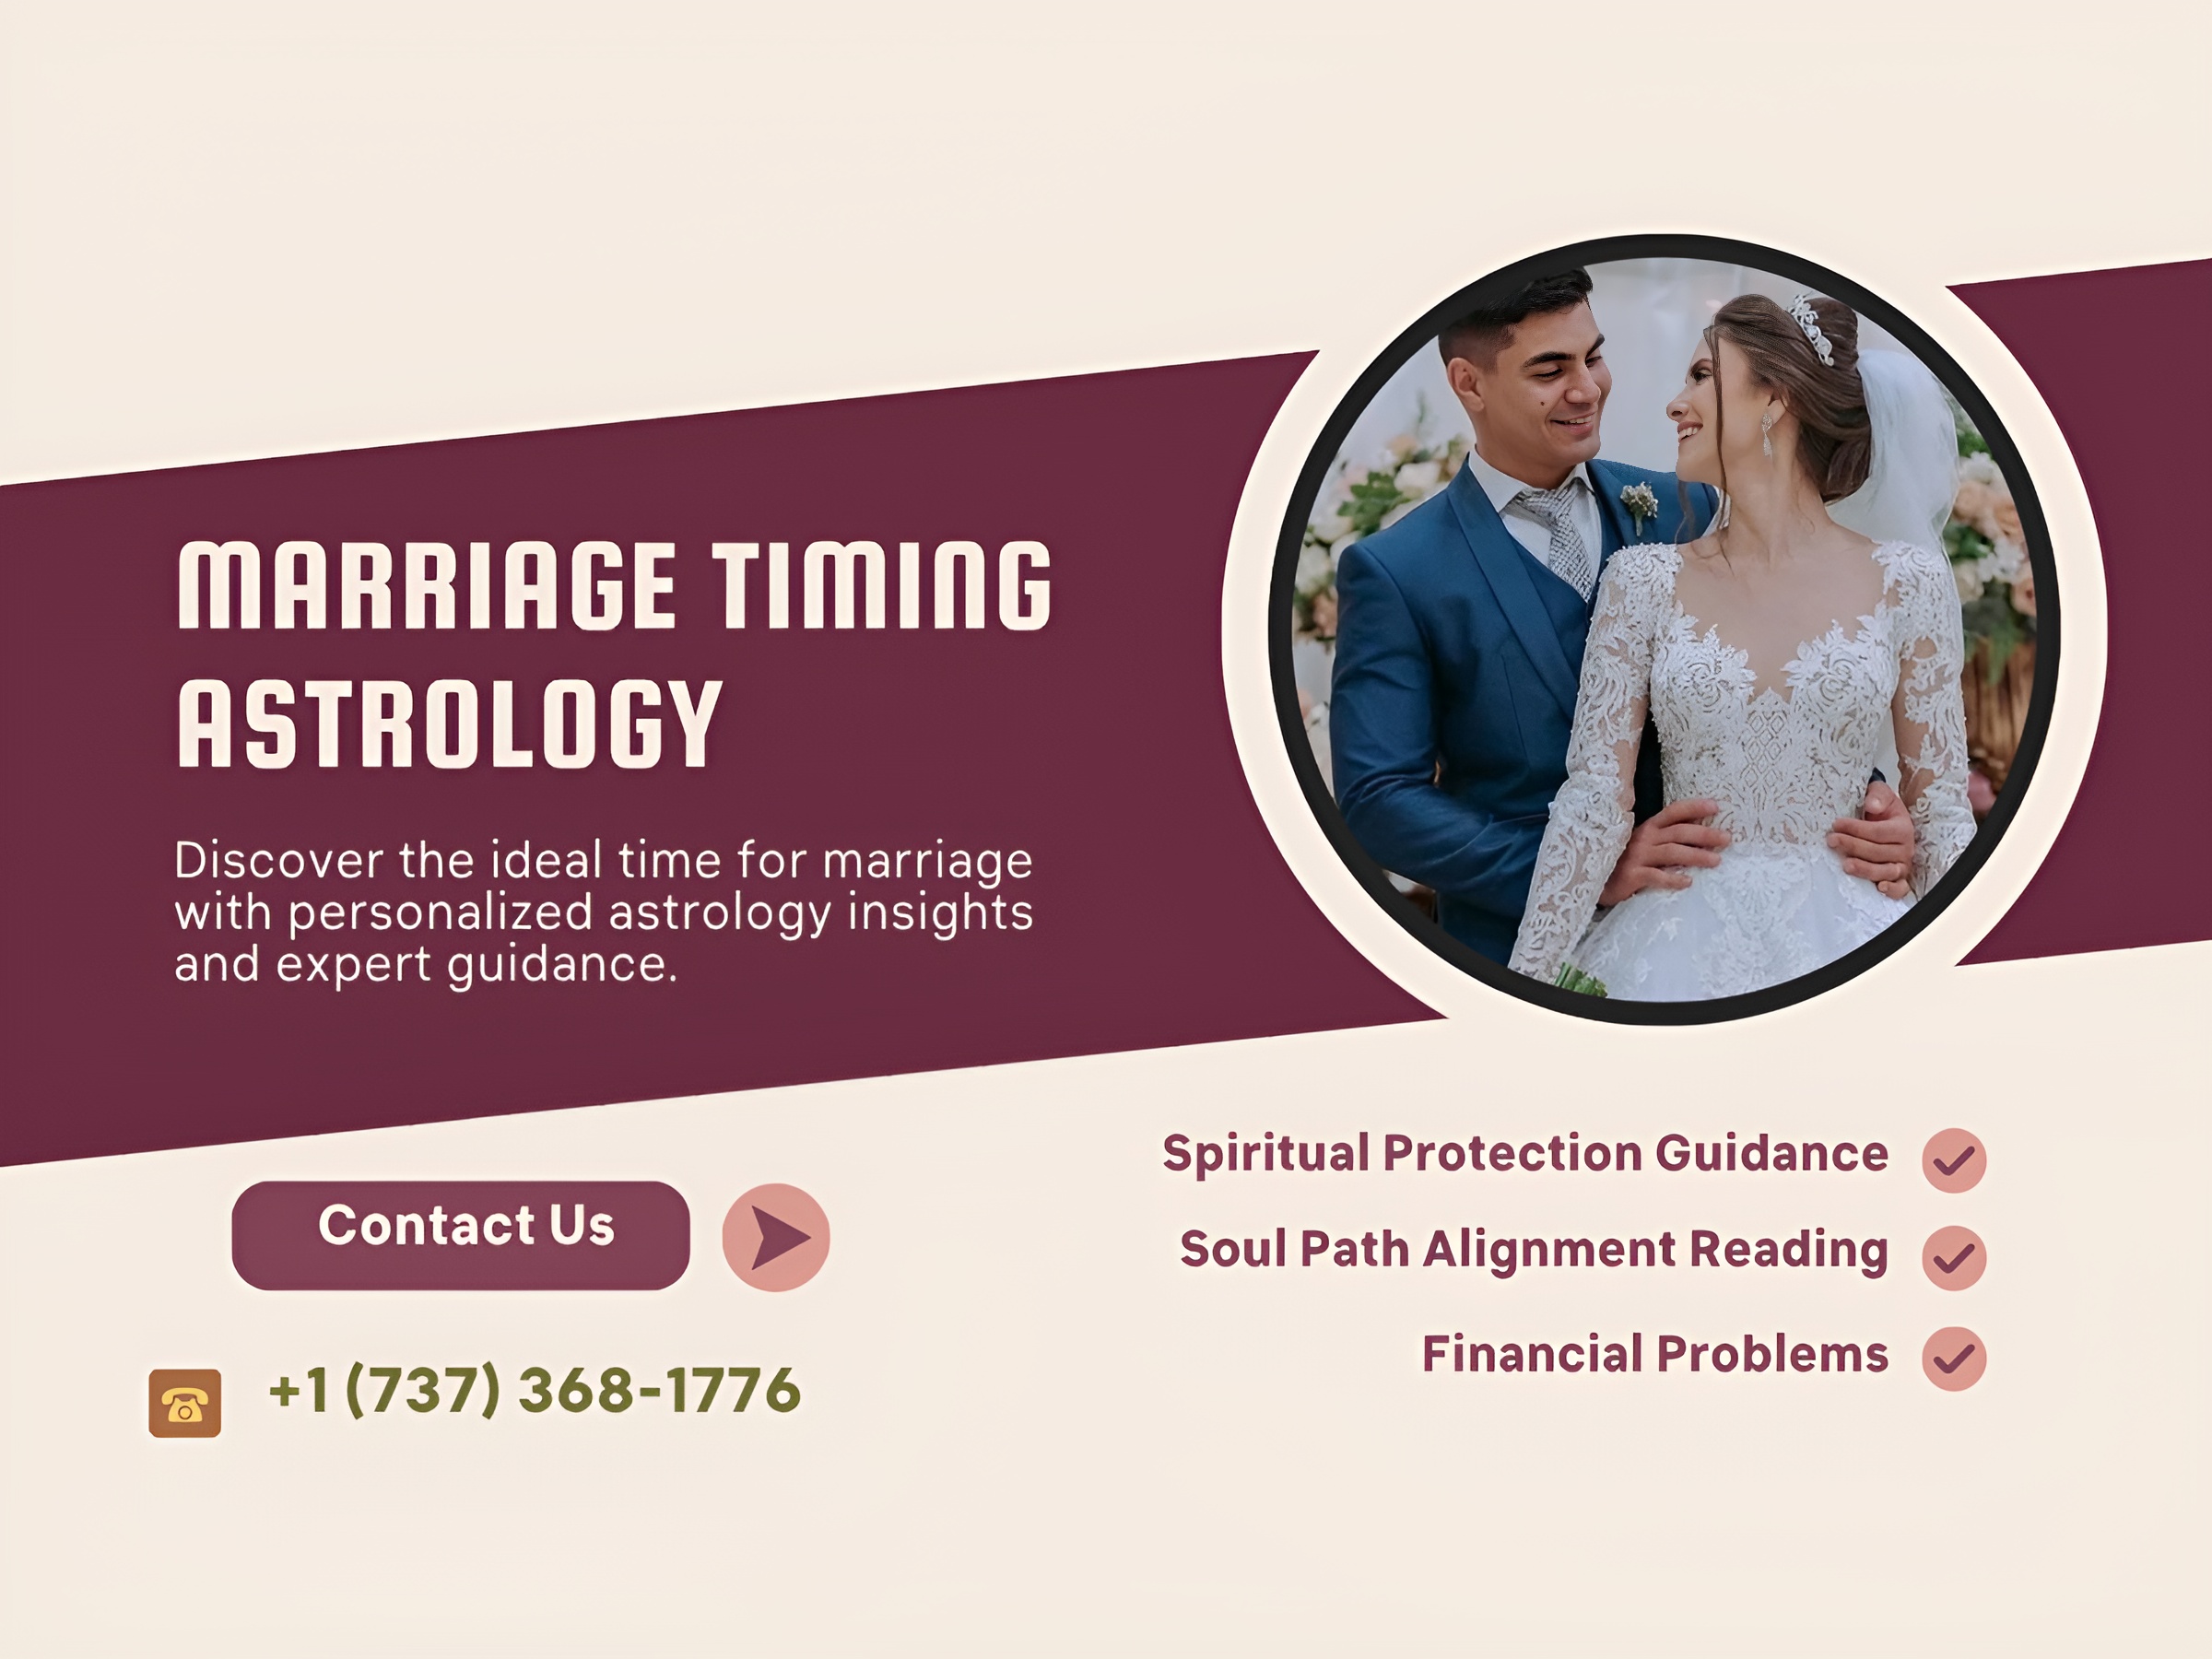 MARRIAGE TIMING
ASTROLOGY
Discover the ideal time for marriage
with personalized astrology insights
and expert guidance.
Contact Us
+1 (737) 368-1776
Spiritual Protection Guidance
Soul Path Alignment Reading
Financial Problems